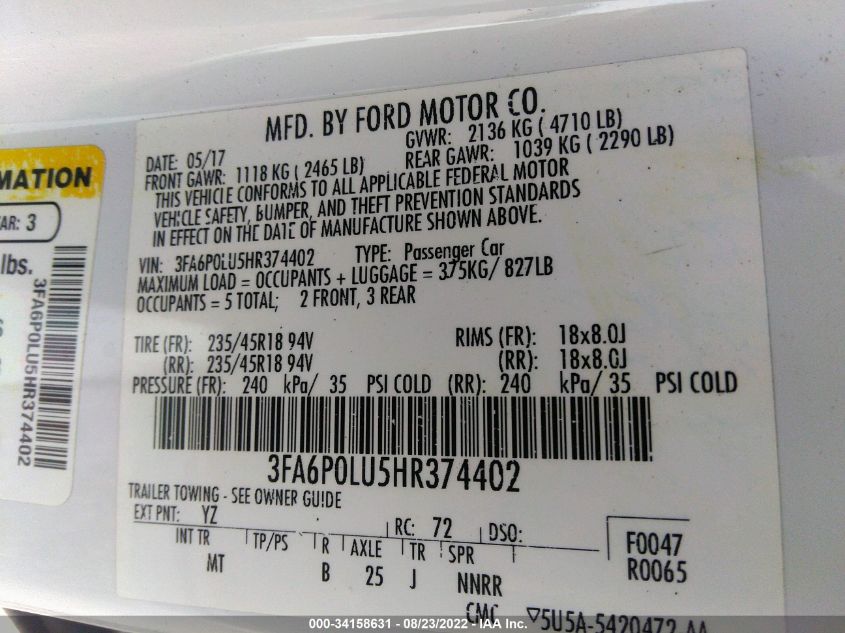 MFD. BY FORD MOTOR CO.
DATE: 05/17 GVWR: 2136 KG ( 4710 LB)
FRONT GAWR: 1118 KG ( 2465 LB) REAR GAWR: 1039 KG ( 2290 LB)
THIS VEHICLE CONFORMS TO ALL APPLICABLE FEDERAL MOTOR
VEHICLE SAFETY, BUMPER, AND THEFT PREVENTION STANDARDS
IN EFFECT ON THE DATE OF MANUFACTURE SHOWN ABOVE.
VIN: 3FA6P0LU5HR374402 TYPE: Passenger Car
MAXIMUM LOAD = OCCUPANTS + LUGGAGE = 375KG/ 827LB
OCCUPANTS = 5 TOTAL; 2 FRONT, 3 REAR
TIRE (FR): 235/45R18 94V RIMS (FR): 18x8.0J
(RR): 235/45R18 94V (RR): 18x8.0J
PRESSURE (FR): 240 kPa/ 35 PSI COLD (RR): 240 kPa/ 35 PSI COLD
3FA6P0LU5HR374402
TRAILER TOWING - SEE OWNER GUIDE
EXT PNT: YZ RC: 72 DSO:
INT TR TP/PS R AXLE TR SPR F0047
MT B 25 J NNRR R0065
CMC 5U5A-5420472-AA
MATION
AR: 3
lbs.
3FA6P0LU5HR374402
000-34158631 - 08/23/2022 - IAA Inc.